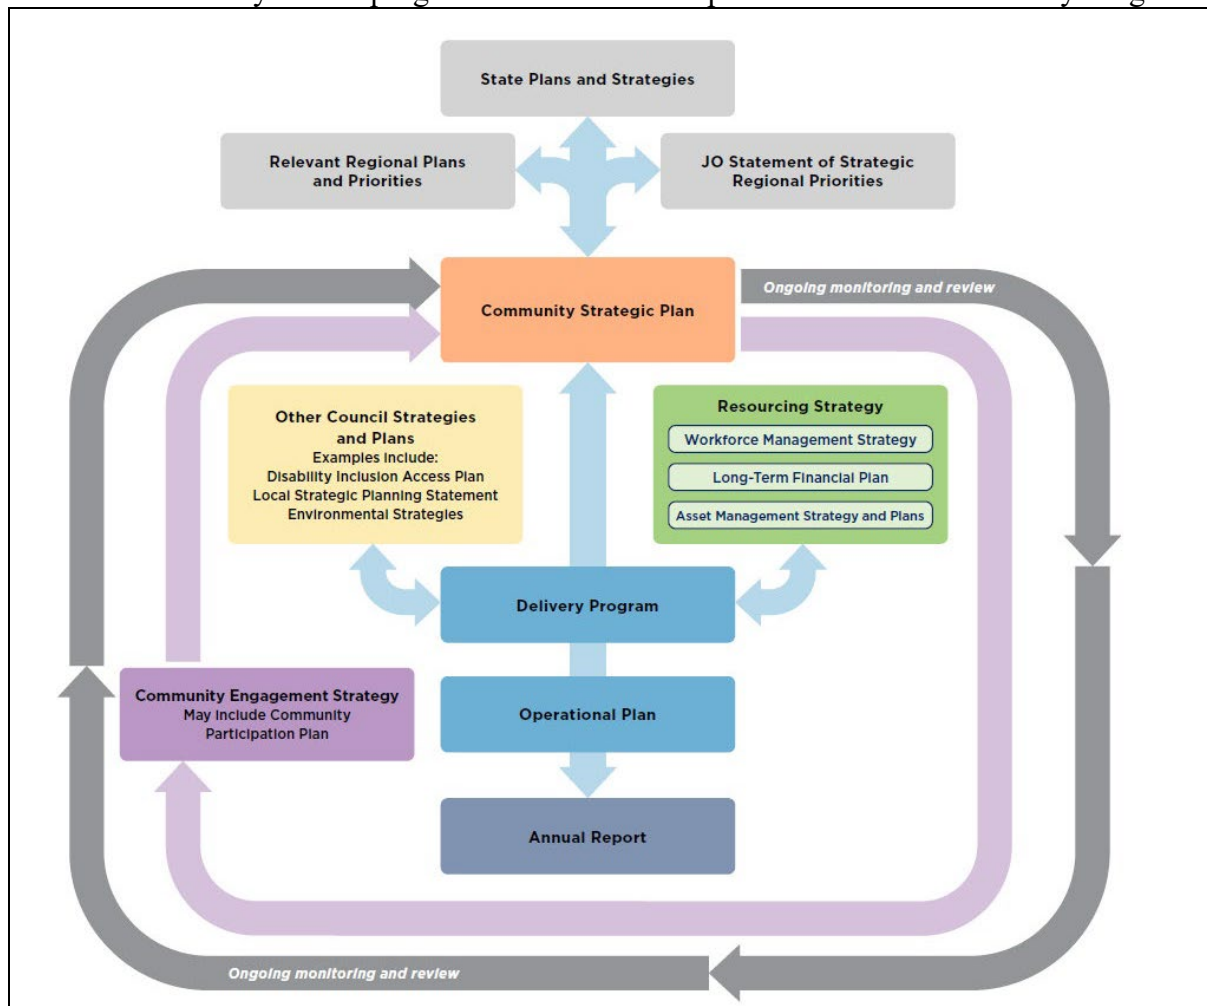 State Plans and Strategies
Relevant Regional Plans
and Priorities
JO Statement of Strategic
Regional Priorities
Community Strategic Plan
Ongoing monitoring and review
Other Council Strategies
and Plans
Examples include:
Disability Inclusion Access Plan
Local Strategic Planning Statement
Environmental Strategies
Resourcing Strategy
Workforce Management Strategy
Long-Term Financial Plan
Asset Management Strategy and Plans
Delivery Program
Community Engagement Strategy
May include Community
Participation Plan
Operational Plan
Annual Report
Ongoing monitoring and review